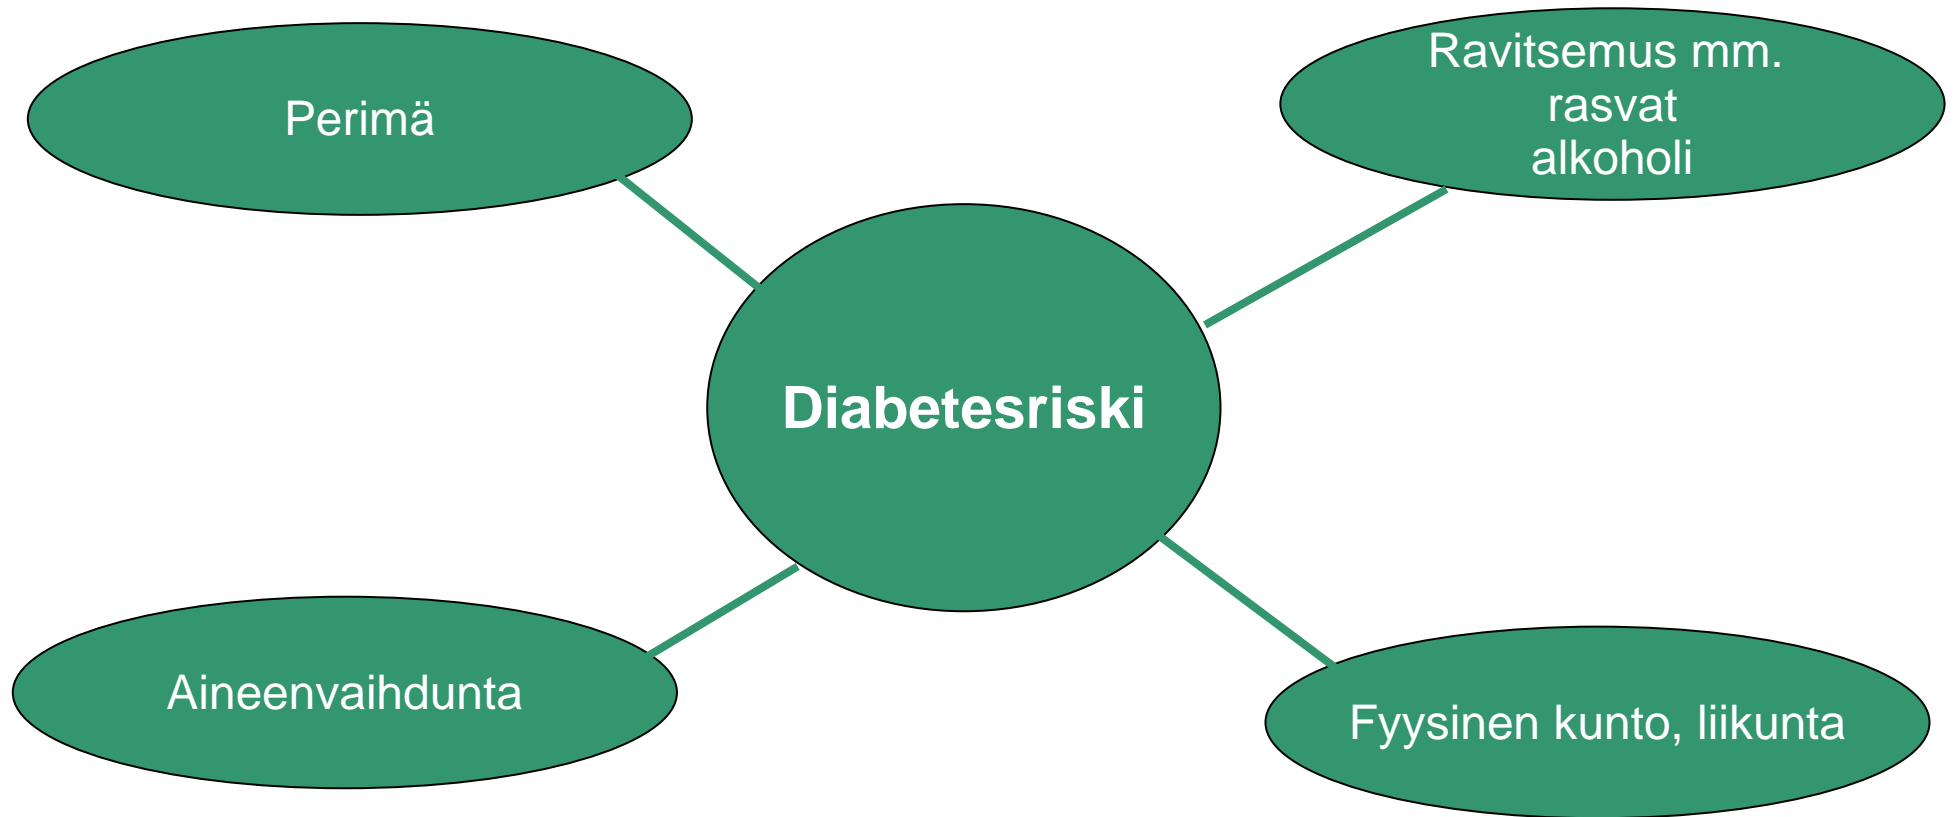 Perimä
Ravitsemus mm.
rasvat
alkoholi
Diabetesriski
Aineenvaihdunta
Fyysinen kunto, liikunta